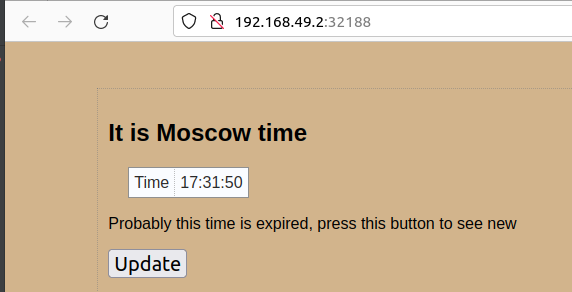 192.168.49.2:32188
It is Moscow time
Time 17:31:50
Probably this time is expired, press this button to see new
Update